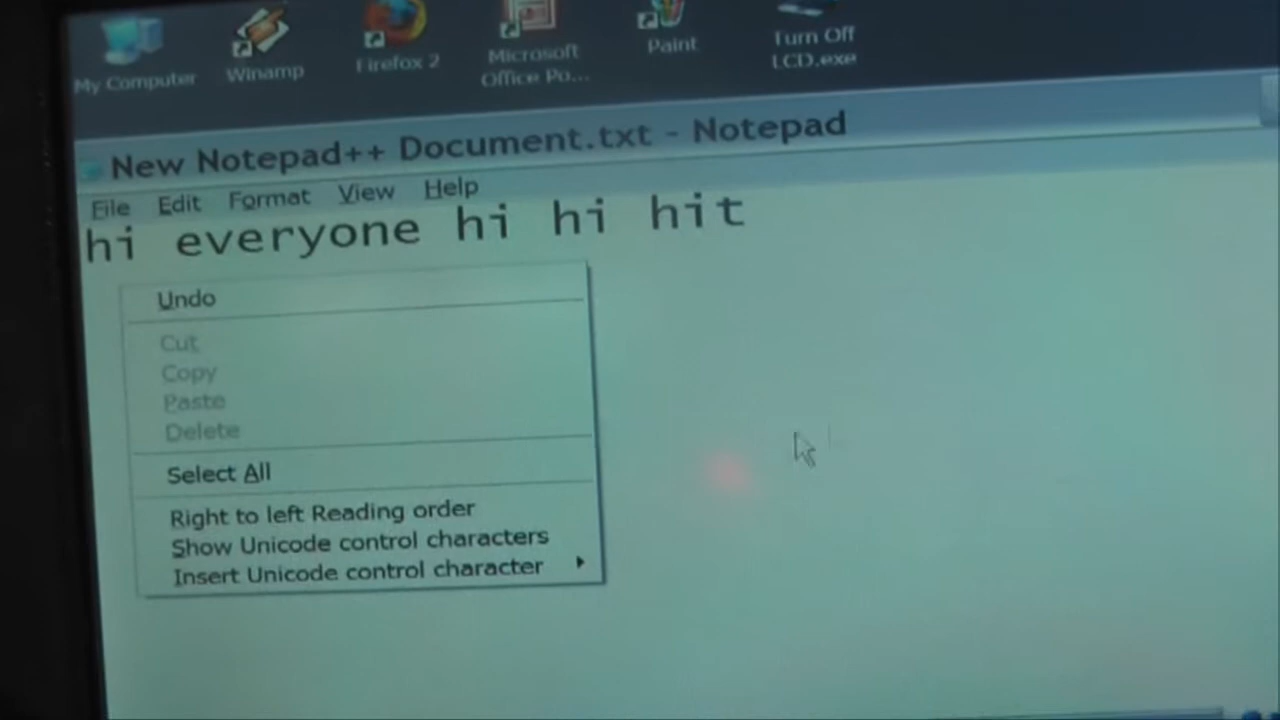 My Computer
Winamp
Firefox 2
Microsoft
Office Po...
Paint
Turn Off
LCD.exe
New Notepad++ Document.txt - Notepad
File Edit Format View Help
hi everyone hi hi hit
Undo
Cut
Copy
Paste
Delete
Select All
Right to left Reading order
Show Unicode control characters
Insert Unicode control character